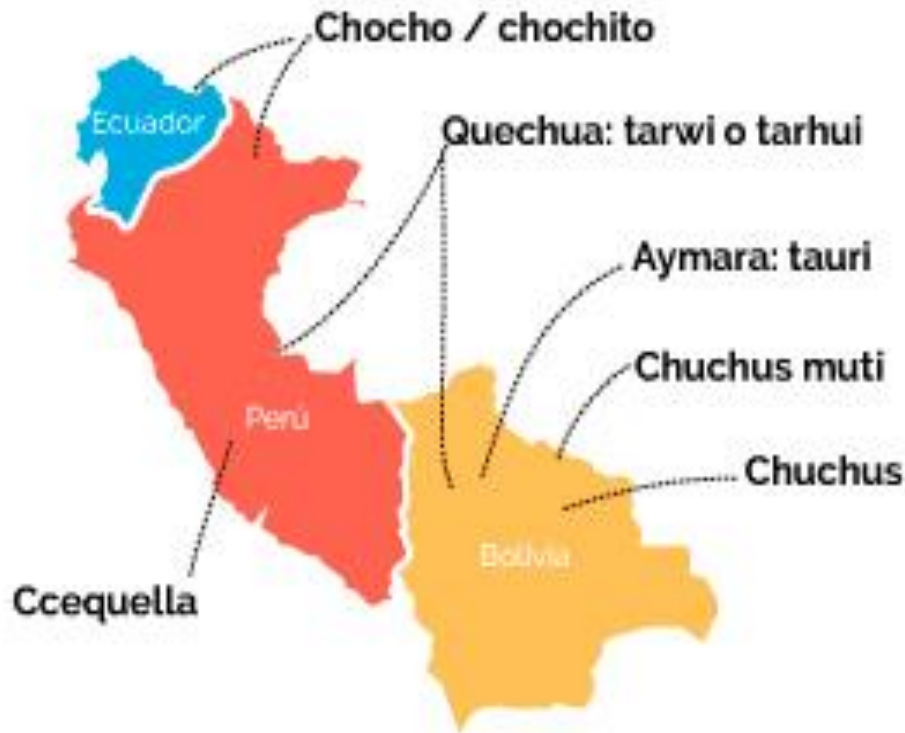 Chocho / chochito
Ecuador
Quechua: tarwi o tarhui
Aymara: tauri
Chuchus muti
Perú
Chuchus
Bolivia
Ccequella